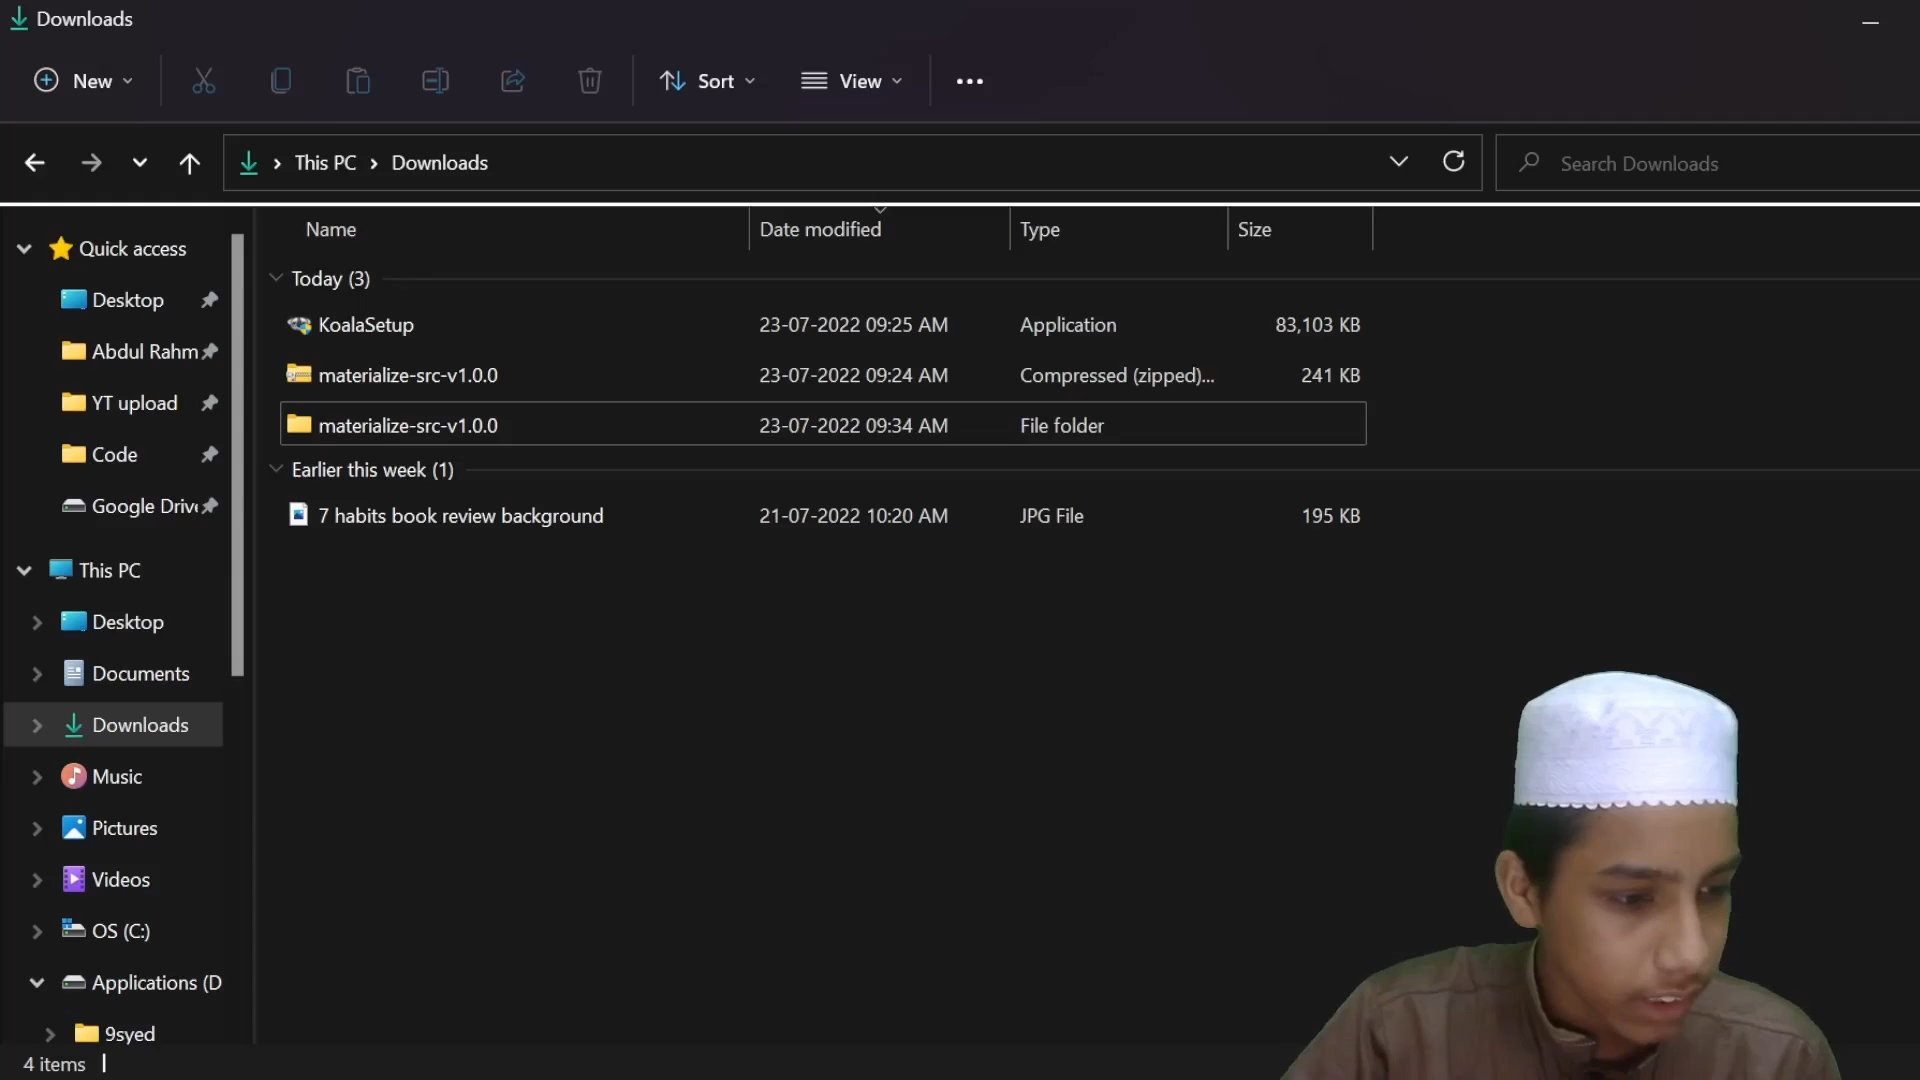 Downloads
New
Sort
View
This PC
Downloads
Search Downloads
Name
Date modified
Type
Size
Quick access
Desktop
Abdul Rahm
YT upload
Code
Google Driv
This PC
Desktop
Documents
Downloads
Music
Pictures
Videos
OS (C:)
Applications (D
9syed
Today (3)
KoalaSetup 23-07-2022 09:25 AM Application 83,103 KB
materialize-src-v1.0.0 23-07-2022 09:24 AM Compressed (zipped)... 241 KB
materialize-src-v1.0.0 23-07-2022 09:34 AM File folder
Earlier this week (1)
7 habits book review background 21-07-2022 10:20 AM JPG File 195 KB
4 items